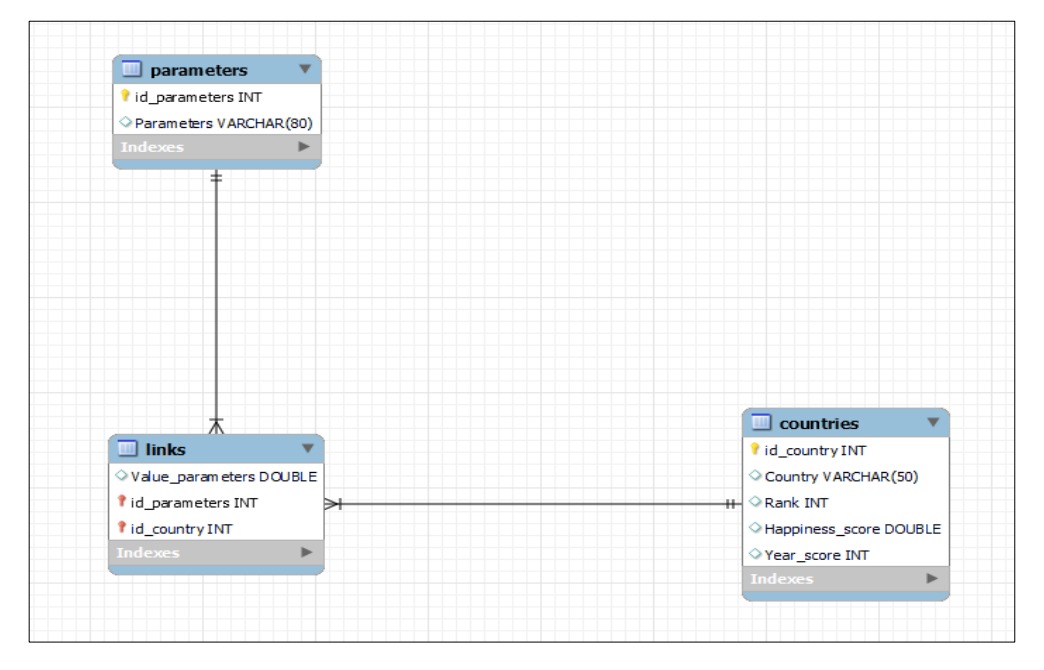 parameters
id_parameters INT
Parameters VARCHAR(80)
Indexes
links
Value_parameters DOUBLE
id_parameters INT
id_country INT
Indexes
countries
id_country INT
Country VARCHAR(50)
Rank INT
Happiness_score DOUBLE
Year_score INT
Indexes